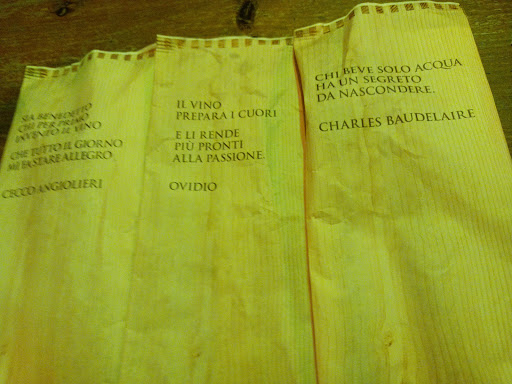 SIA BENEDETTO
CHI PER PRIMO
INVENTÒ IL VINO
CHE TUTTO IL GIORNO
MI FA STARE ALLEGRO.
CECCO ANGIOLIERI
IL VINO
PREPARA I CUORI
E LI RENDE
PIÙ PRONTI
ALLA PASSIONE.
OVIDIO
CHI BEVE SOLO ACQUA
HA UN SEGRETO
DA NASCONDERE.
CHARLES BAUDELAIRE